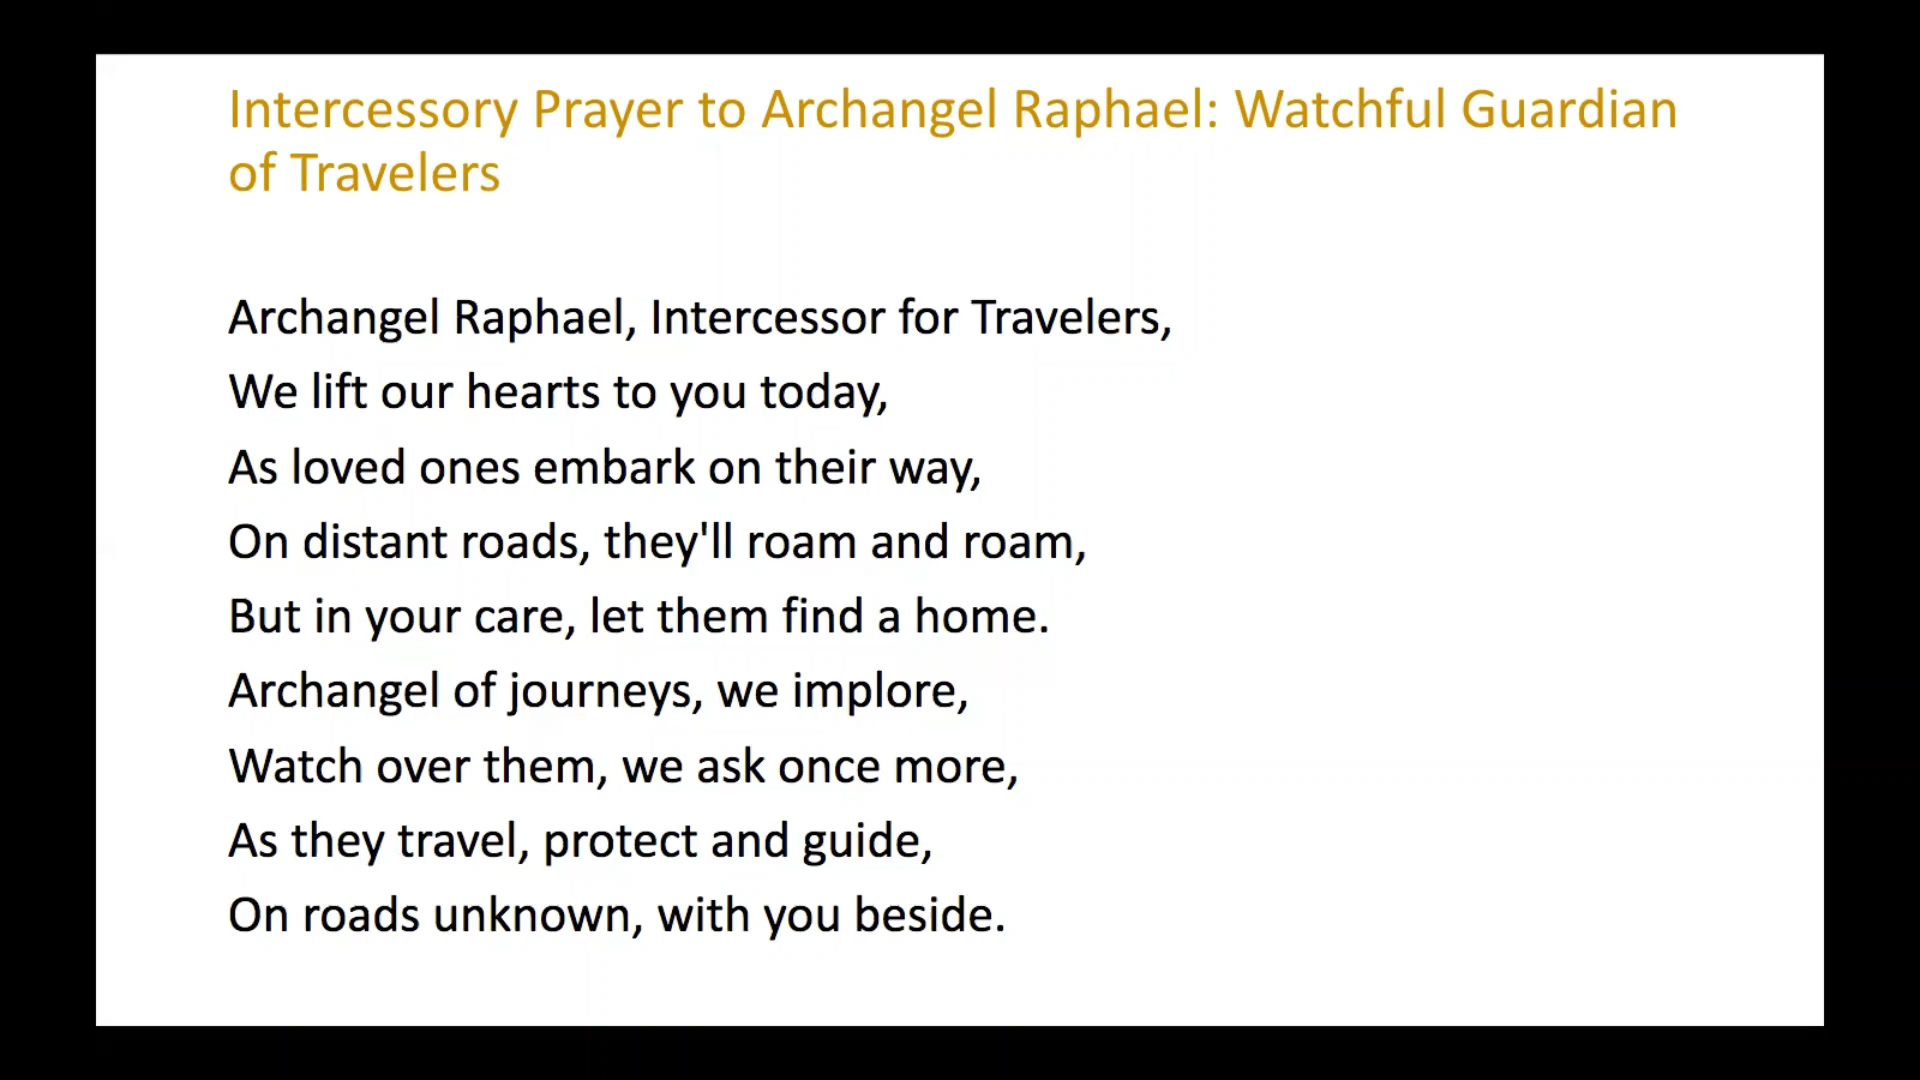 Intercessory Prayer to Archangel Raphael: Watchful Guardian
of Travelers
Archangel Raphael, Intercessor for Travelers,
We lift our hearts to you today,
As loved ones embark on their way,
On distant roads, they'll roam and roam,
But in your care, let them find a home.
Archangel of journeys, we implore,
Watch over them, we ask once more,
As they travel, protect and guide,
On roads unknown, with you beside.